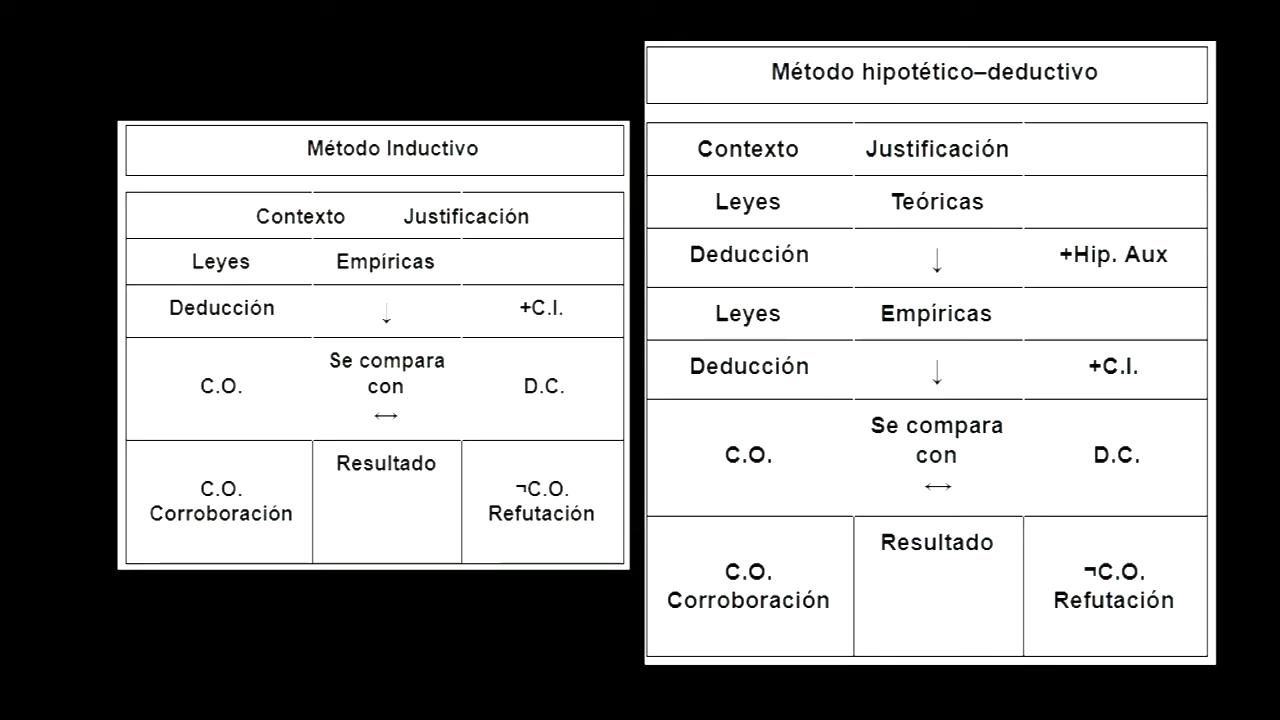 Método Inductivo
Contexto Justificación
Leyes Empíricas
Deducción ↓ +C.I.
Se compara
C.O. con D.C.
↔
Resultado
C.O. ¬C.O.
Corroboración Refutación
Método hipotético–deductivo
Contexto Justificación
Leyes Teóricas
Deducción ↓ +Hip. Aux
Leyes Empíricas
Deducción ↓ +C.I.
Se compara
C.O. con D.C.
↔
Resultado
C.O. ¬C.O.
Corroboración Refutación